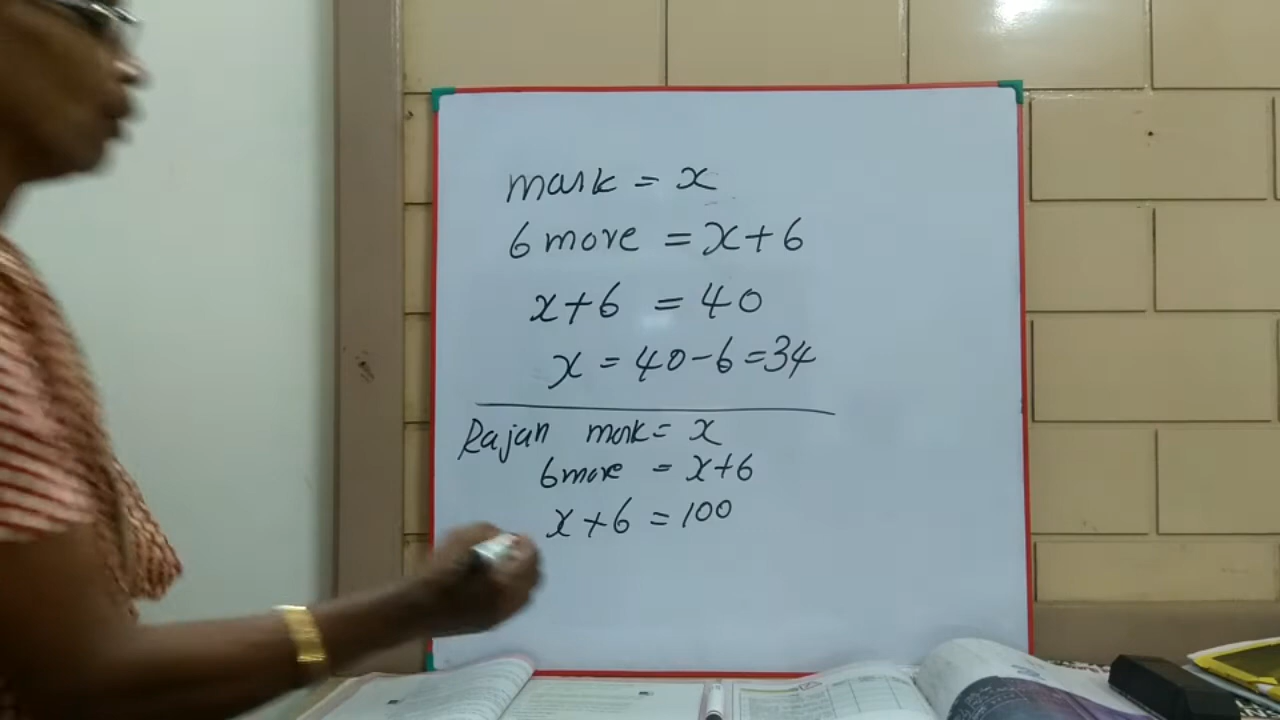 mark = x
6 more = x+6
x+6 = 40
x = 40-6=34
Rajan mark= x
6more = x+6
x+6 = 100